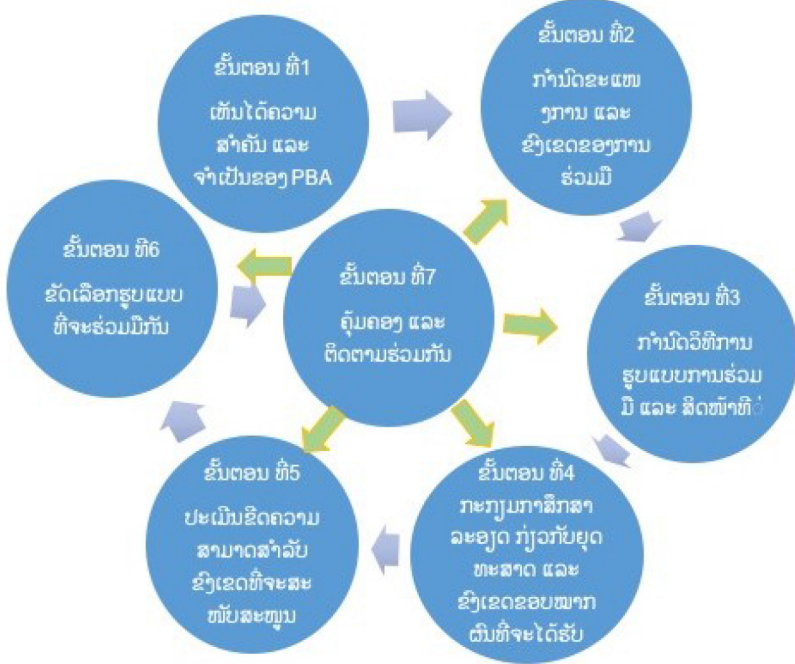 ຂັ້ນຕອນ ທີ່1
ເຫັນໄດ້ຄວາມ
ສຳຄັນ ແລະ
ຈຳເປັນຂອງ PBA
ຂັ້ນຕອນ ທີ່2
ກຳນົດຂະແໜ
ງການ ແລະ
ຂົງເຂດຂອງການ
ຮ່ວມມື
ຂັ້ນຕອນ ທີ່3
ກຳນົດວິທີການ
ຮູບແບບການຮ່ວມ
ມື ແລະ ສິດໜ້າທີ່
ຂັ້ນຕອນ ທີ່4
ກະກຽມກາສຶກສາ
ລະອຽດ ກ່ຽວກັບຍຸດ
ທະສາດ ແລະ
ຂົງເຂດຂອບໝາກ
ຜົນທີ່ຈະໄດ້ຮັບ
ຂັ້ນຕອນ ທີ່5
ປະເມີນຂີດຄວາມ
ສາມາດສຳລັບ
ຂົງເຂດທີ່ຈະສະ
ໜັບສະໜູນ
ຂັ້ນຕອນ ທີ6
ຂັດເລືອກຮູບແບບ
ທີ່ຈະຮ່ວມມືກັນ
ຂັ້ນຕອນ ທີ່7
ຄຸ້ມຄອງ ແລະ
ຕິດຕາມຮ່ວມກັນ